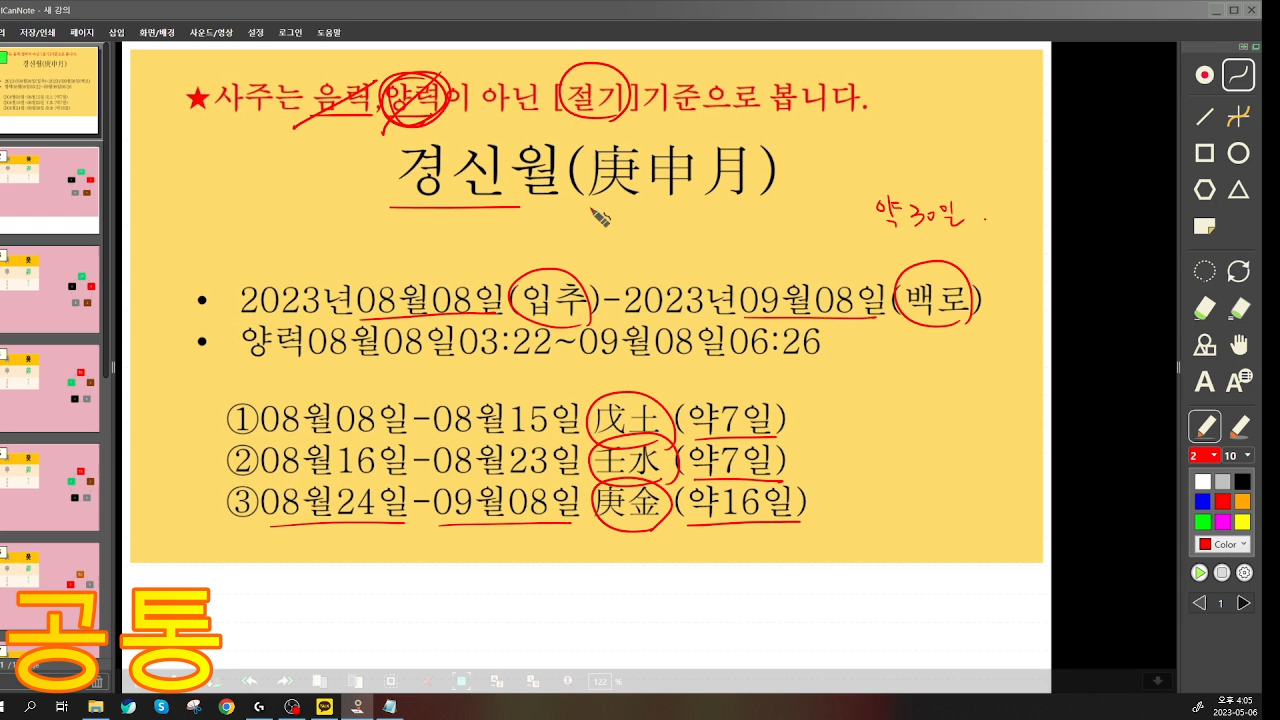 ICanNote - 새 강의
저장/인쇄 페이지 삽입 화면/배경 사운드/영상 설정 로그인 도움말
★사주는 음력,양력이 아닌 [절기]기준으로 봅니다.
경신월(庚申月)
약 30일.
• 2023년08월08일(입추)-2023년09월08일(백로)
• 양력08월08일03:22~09월08일06:26
①08월08일-08월15일 戊土 (약7일)
②08월16일-08월23일 壬水 (약7일)
③08월24일-09월08일 庚金 (약16일)
공통
2 10
Color
1
122 %
오후 4:05
2023-05-06